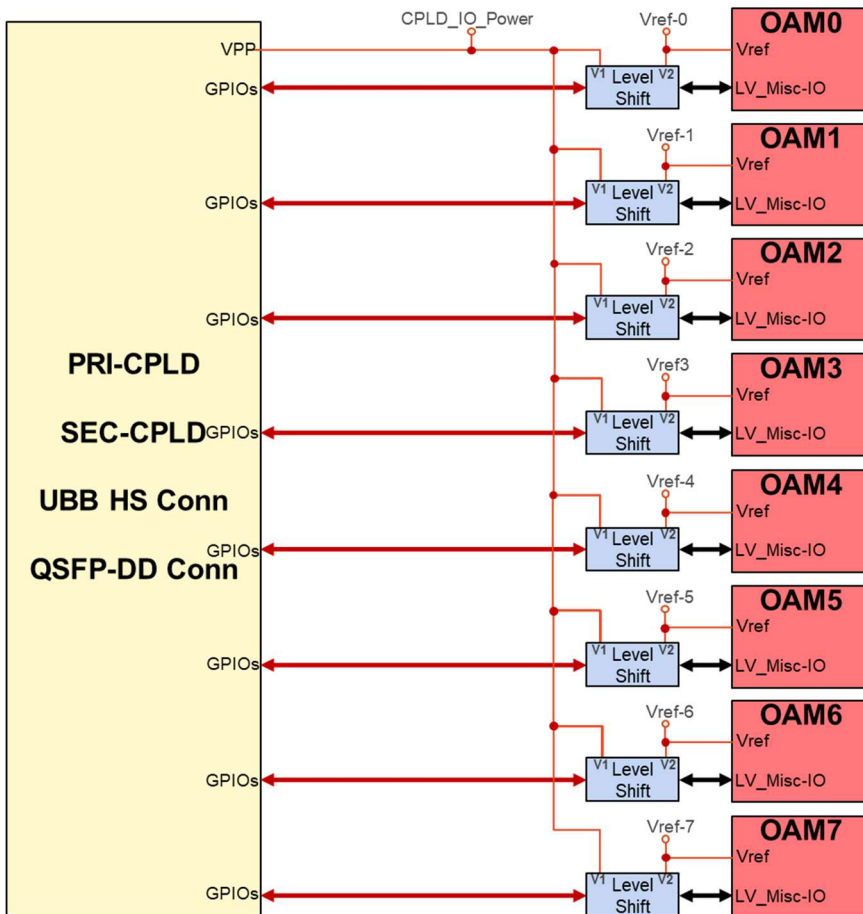 CPLD_IO_Power
Vref-0
OAM0
VPP
Vref
V1 Level V2
Shift
GPIOs
LV_Misc-IO
Vref-1
OAM1
Vref
V1 Level V2
Shift
GPIOs
LV_Misc-IO
Vref-2
OAM2
Vref
V1 Level V2
Shift
GPIOs
LV_Misc-IO
PRI-CPLD
Vref3
OAM3
Vref
V1 Level V2
Shift
SEC-CPLD
GPIOs
LV_Misc-IO
UBB HS Conn
Vref-4
OAM4
Vref
V1 Level V2
Shift
GPIOs
LV_Misc-IO
QSFP-DD Conn
Vref-5
OAM5
Vref
V1 Level V2
Shift
GPIOs
LV_Misc-IO
Vref-6
OAM6
Vref
V1 Level V2
Shift
GPIOs
LV_Misc-IO
Vref-7
OAM7
Vref
V1 Level V2
Shift
GPIOs
LV_Misc-IO